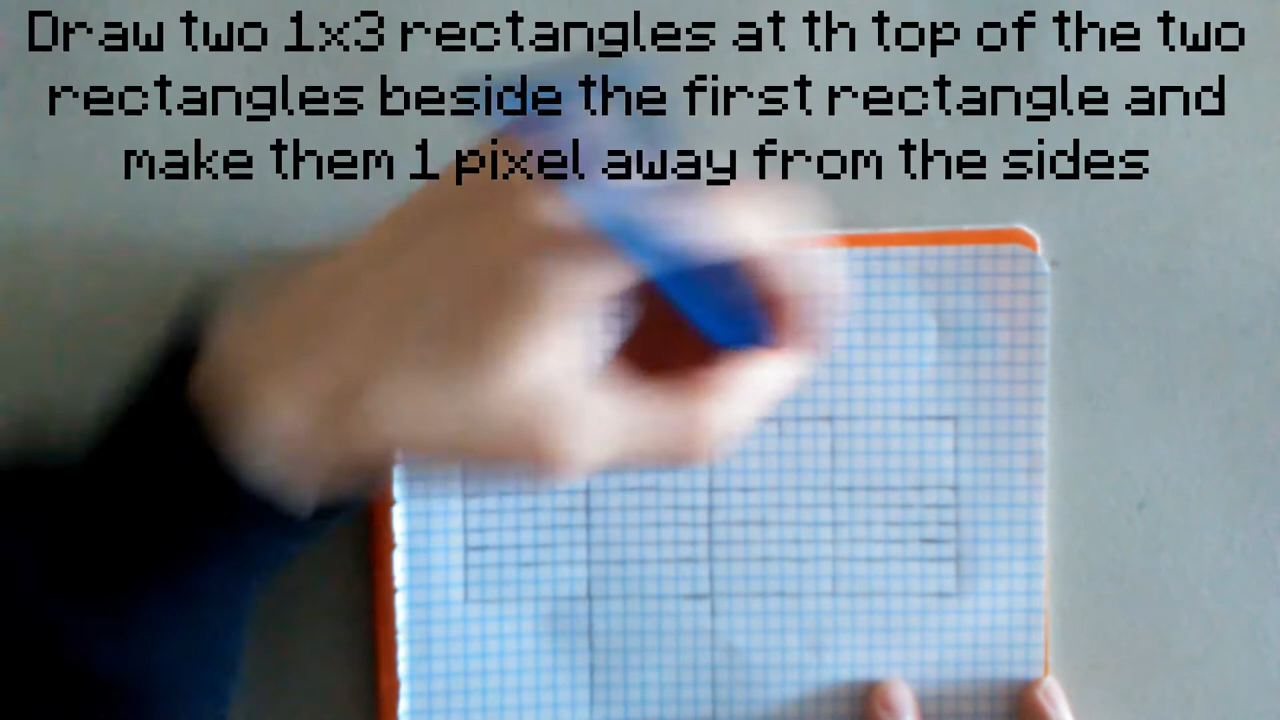 Draw two 1x3 rectangles at th top of the two
rectangles beside the first rectangle and
make them 1 pixel away from the sides